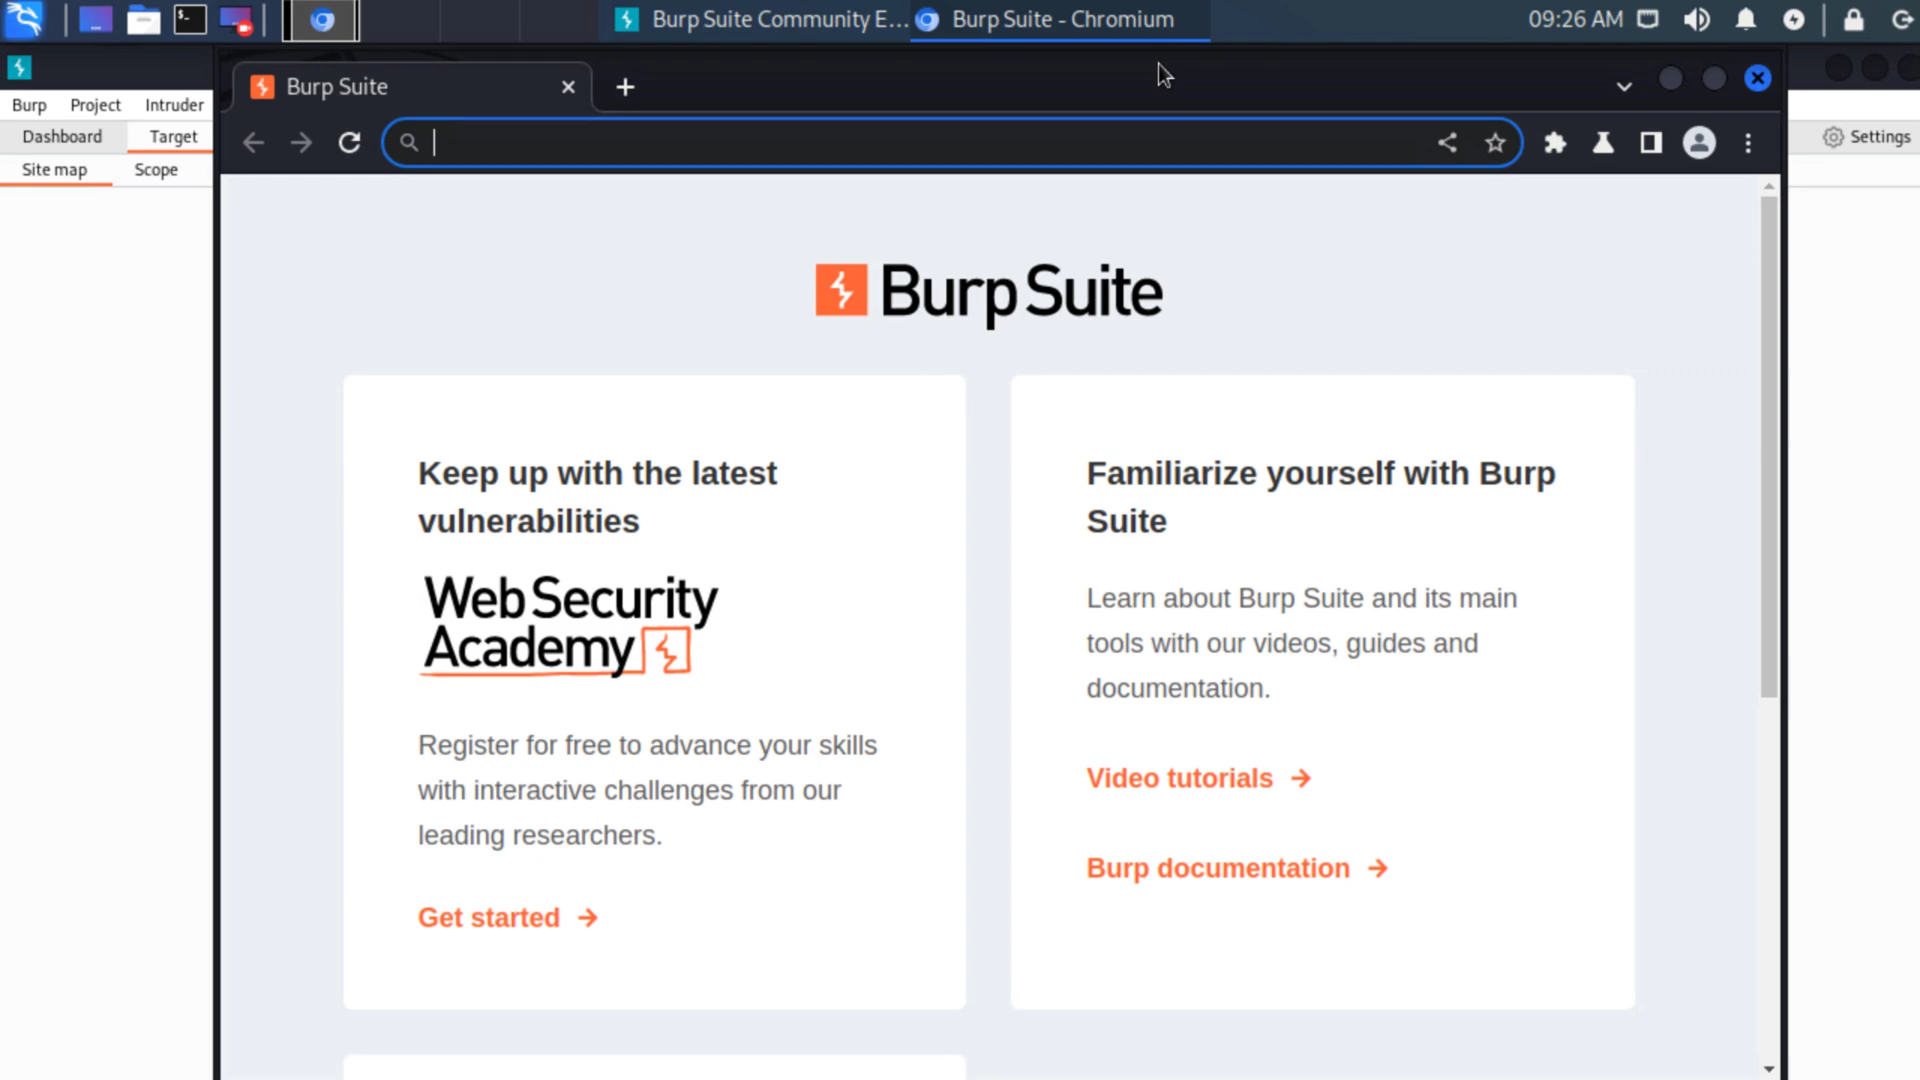 Burp Suite Community E...
Burp Suite - Chromium
09:26 AM
Burp Suite
Burp Project Intruder
Dashboard Target
Settings
Site map Scope
Burp Suite
Keep up with the latest
vulnerabilities
Web Security
Academy
Register for free to advance your skills
with interactive challenges from our
leading researchers.
Get started →
Familiarize yourself with Burp
Suite
Learn about Burp Suite and its main
tools with our videos, guides and
documentation.
Video tutorials →
Burp documentation →